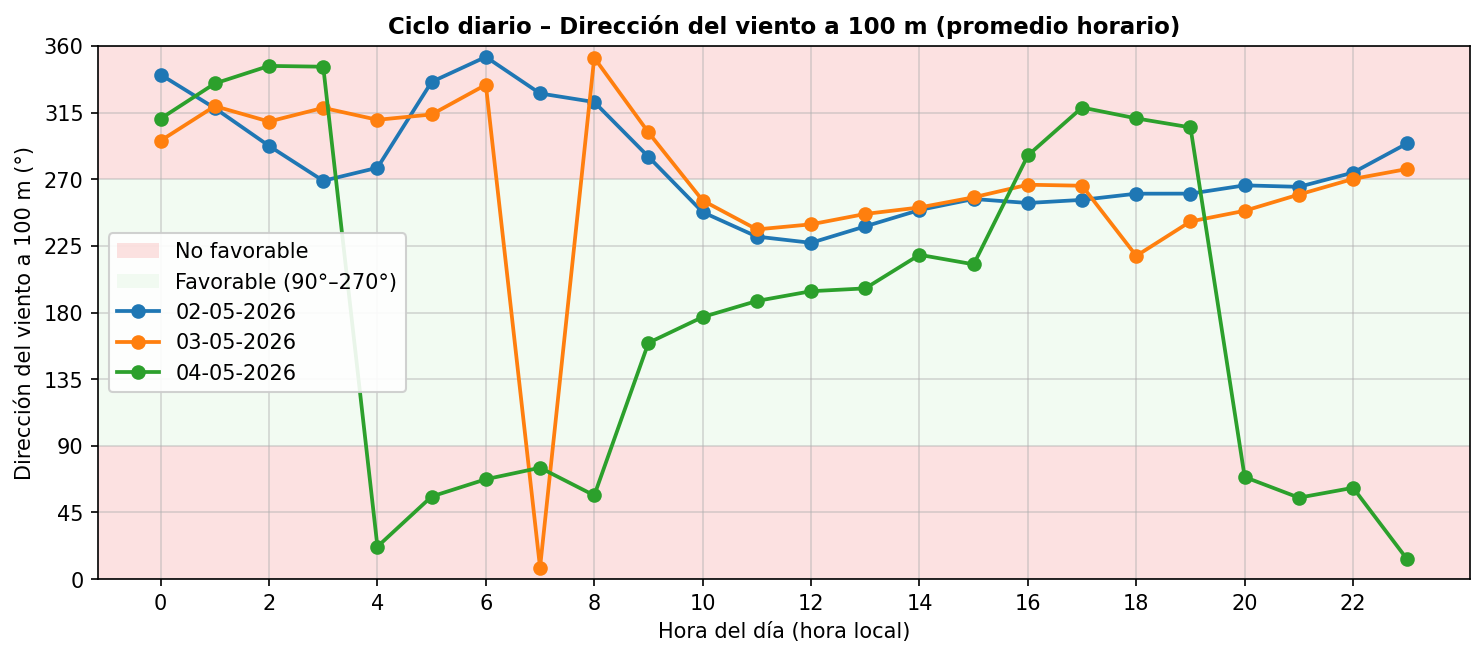 Ciclo diario – Dirección del viento a 100 m (promedio horario)
Dirección del viento a 100 m (°)
360
315
270
225
180
135
90
45
0
No favorable
Favorable (90°–270°)
02-05-2026
03-05-2026
04-05-2026
0 2 4 6 8 10 12 14 16 18 20 22
Hora del día (hora local)